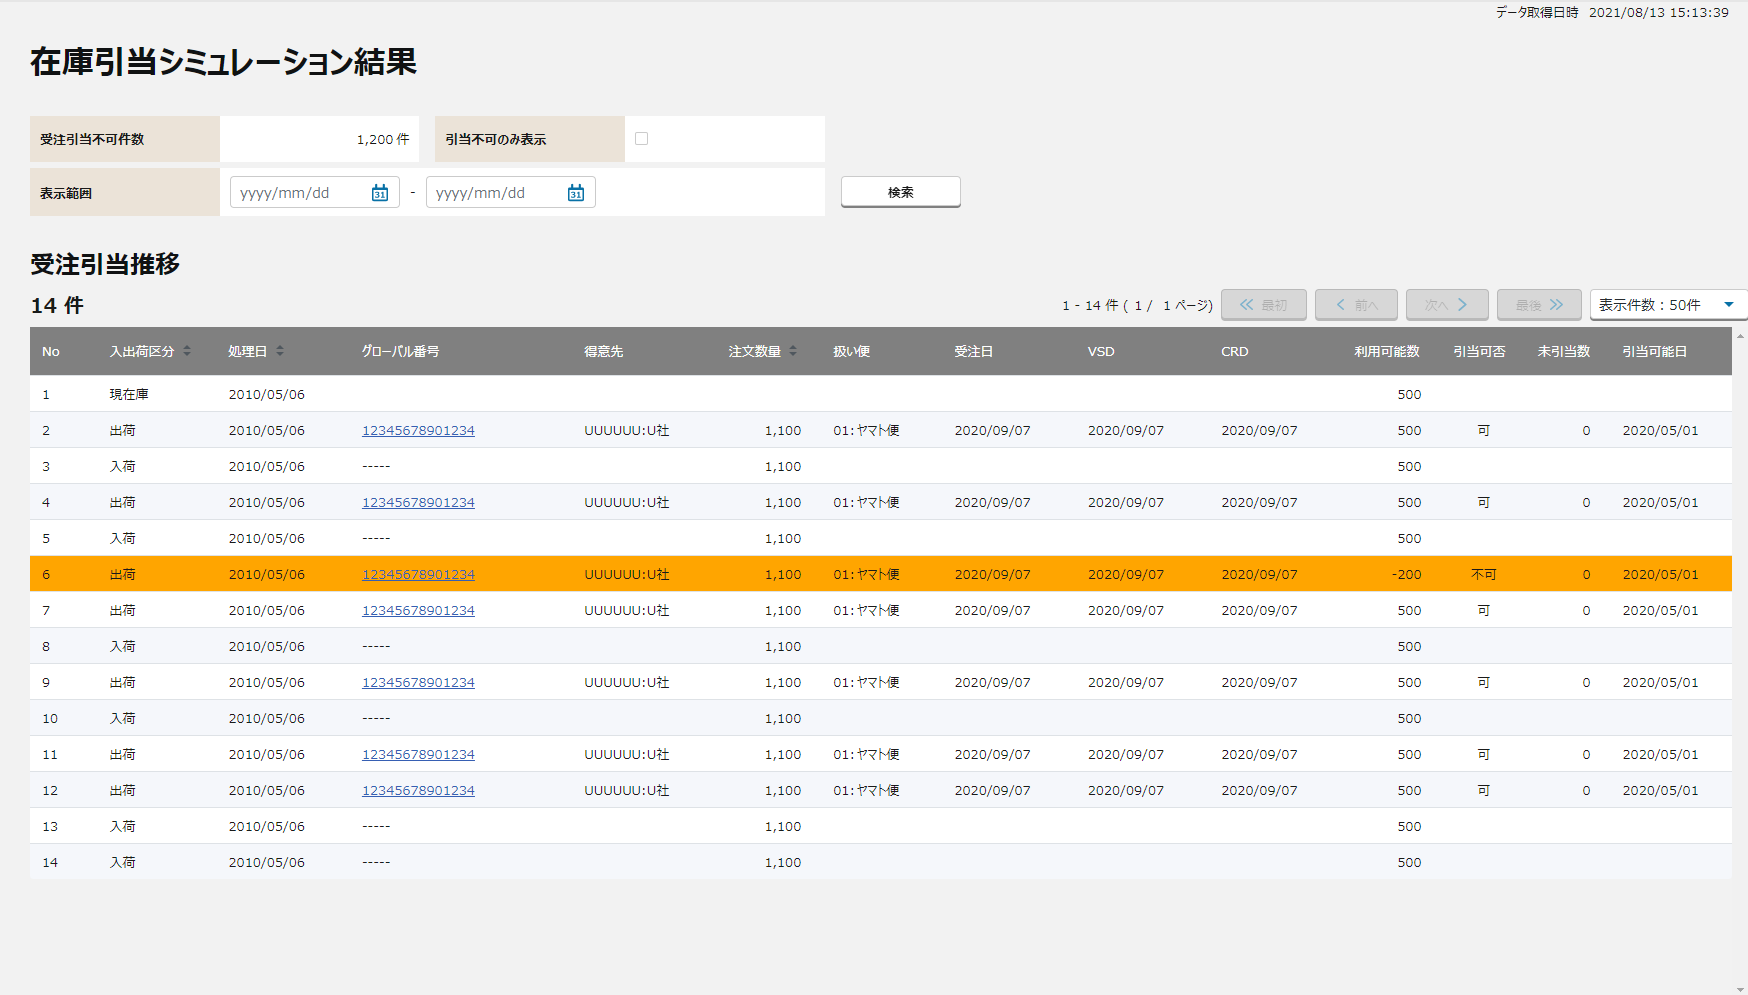 データ取得日時 2021/08/13 15:13:39
在庫引当シミュレーション結果
受注引当不可件数 1,200 件 引当不可のみ表示
表示範囲 yyyy/mm/dd 31 - yyyy/mm/dd 31 検索
受注引当推移
14 件 1 - 14 件 ( 1 / 1 ページ) 最初 前へ 次へ 最後 表示件数：50件
No 入出荷区分 処理日 グローバル番号 得意先 注文数量 扱い便 受注日 VSD CRD 利用可能数 引当可否 未引当数 引当可能日
1 現在庫 2010/05/06 500
2 出荷 2010/05/06 12345678901234 UUUUUU:U社 1,100 01:ヤマト便 2020/09/07 2020/09/07 2020/09/07 500 可 0 2020/05/01
3 入荷 2010/05/06 ----- 1,100 500
4 出荷 2010/05/06 12345678901234 UUUUUU:U社 1,100 01:ヤマト便 2020/09/07 2020/09/07 2020/09/07 500 可 0 2020/05/01
5 入荷 2010/05/06 ----- 1,100 500
6 出荷 2010/05/06 12345678901234 UUUUUU:U社 1,100 01:ヤマト便 2020/09/07 2020/09/07 2020/09/07 -200 不可 0 2020/05/01
7 出荷 2010/05/06 12345678901234 UUUUUU:U社 1,100 01:ヤマト便 2020/09/07 2020/09/07 2020/09/07 500 可 0 2020/05/01
8 入荷 2010/05/06 ----- 1,100 500
9 出荷 2010/05/06 12345678901234 UUUUUU:U社 1,100 01:ヤマト便 2020/09/07 2020/09/07 2020/09/07 500 可 0 2020/05/01
10 入荷 2010/05/06 ----- 1,100 500
11 出荷 2010/05/06 12345678901234 UUUUUU:U社 1,100 01:ヤマト便 2020/09/07 2020/09/07 2020/09/07 500 可 0 2020/05/01
12 出荷 2010/05/06 12345678901234 UUUUUU:U社 1,100 01:ヤマト便 2020/09/07 2020/09/07 2020/09/07 500 可 0 2020/05/01
13 入荷 2010/05/06 ----- 1,100 500
14 入荷 2010/05/06 ----- 1,100 500